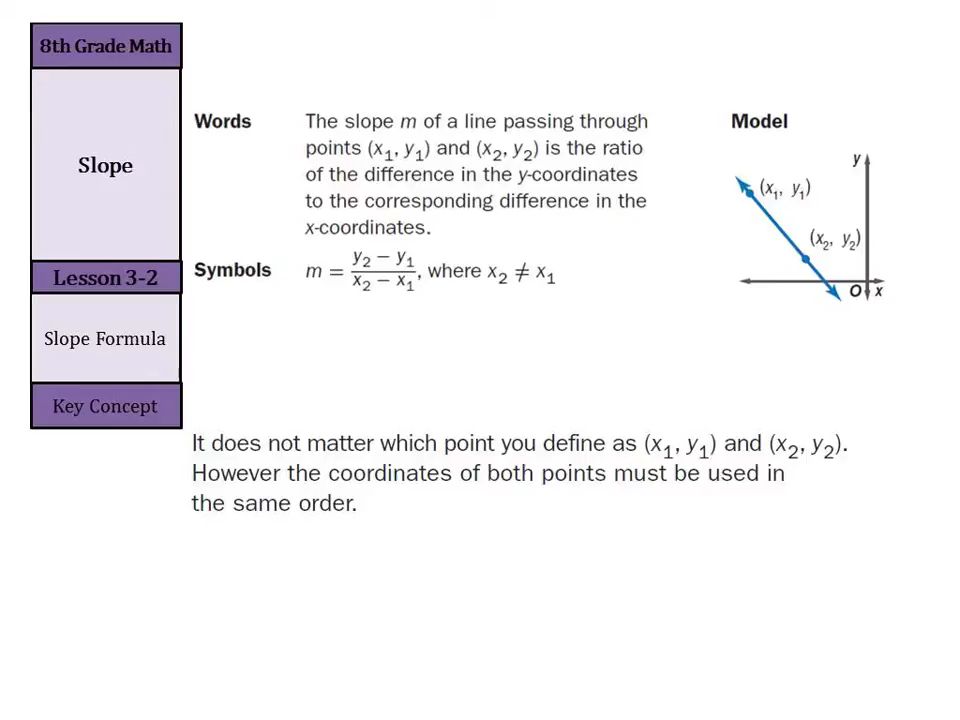 8th Grade Math
Slope
Lesson 3-2
Slope Formula
Key Concept
Words
The slope m of a line passing through
points (x₁, y₁) and (x₂, y₂) is the ratio
of the difference in the y-coordinates
to the corresponding difference in the
x-coordinates.
Symbols
m = (y₂ − y₁)/(x₂ − x₁), where x₂ ≠ x₁
Model
y
(x₁, y₁)
(x₂, y₂)
O x
It does not matter which point you define as (x₁, y₁) and (x₂, y₂).
However the coordinates of both points must be used in
the same order.